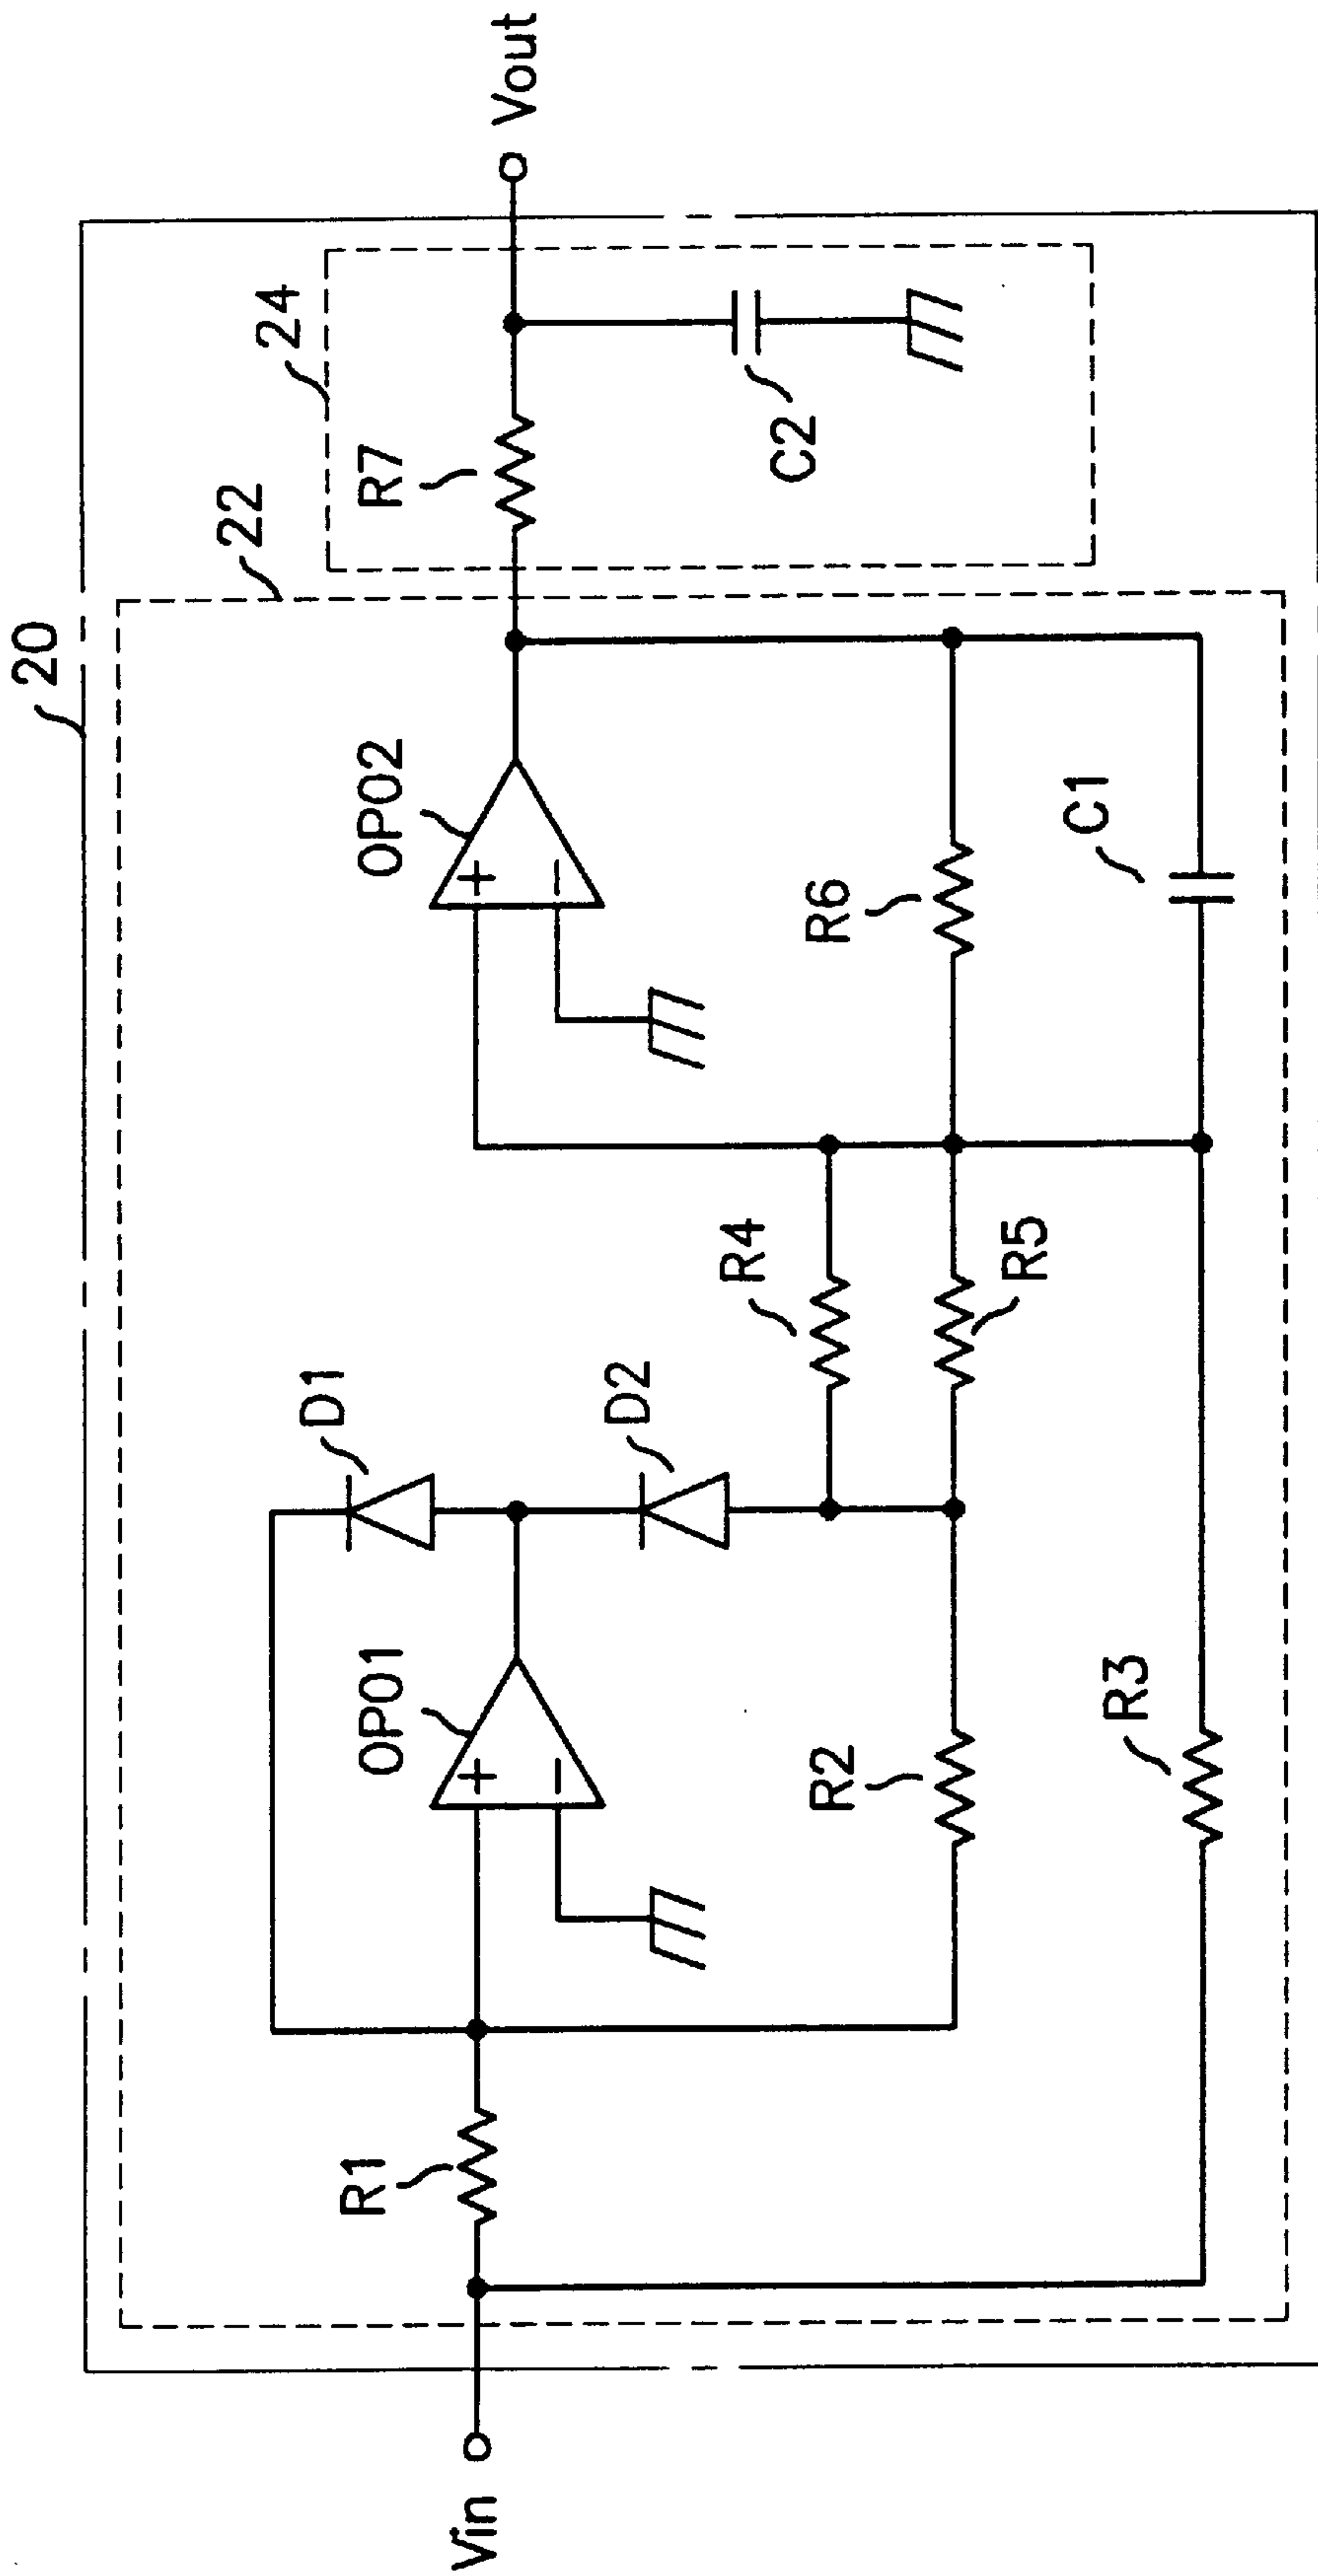 20
22
24
Vin
R1
OP01
+
−
D1
D2
R2
R3
R4
R5
OP02
+
−
R6
C1
R7
C2
Vout